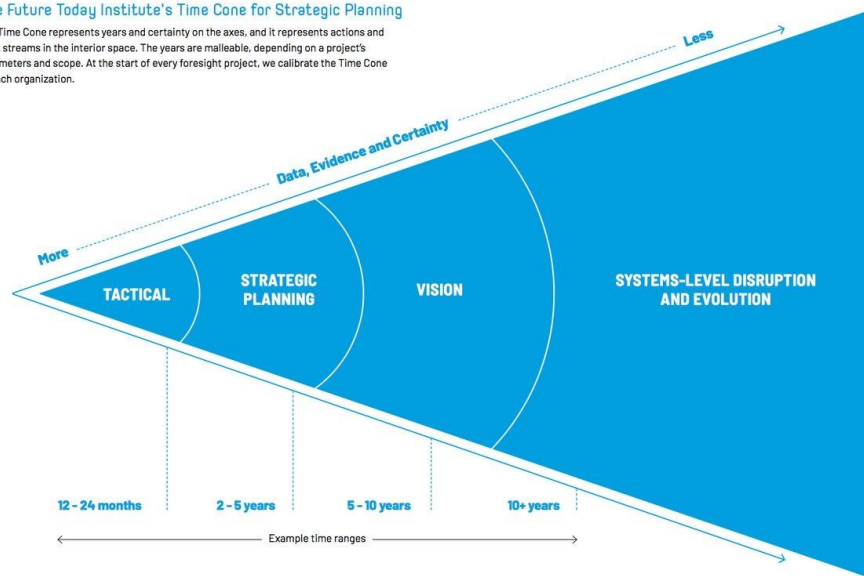 e Future Today Institute's Time Cone for Strategic Planning
Time Cone represents years and certainty on the axes, and it represents actions and
streams in the interior space. The years are malleable, depending on a project's
meters and scope. At the start of every foresight project, we calibrate the Time Cone
ch organization.
Less
Data, Evidence and Certainty
More
TACTICAL
STRATEGIC
PLANNING
VISION
SYSTEMS-LEVEL DISRUPTION
AND EVOLUTION
12 - 24 months
2 - 5 years
5 - 10 years
10+ years
Example time ranges